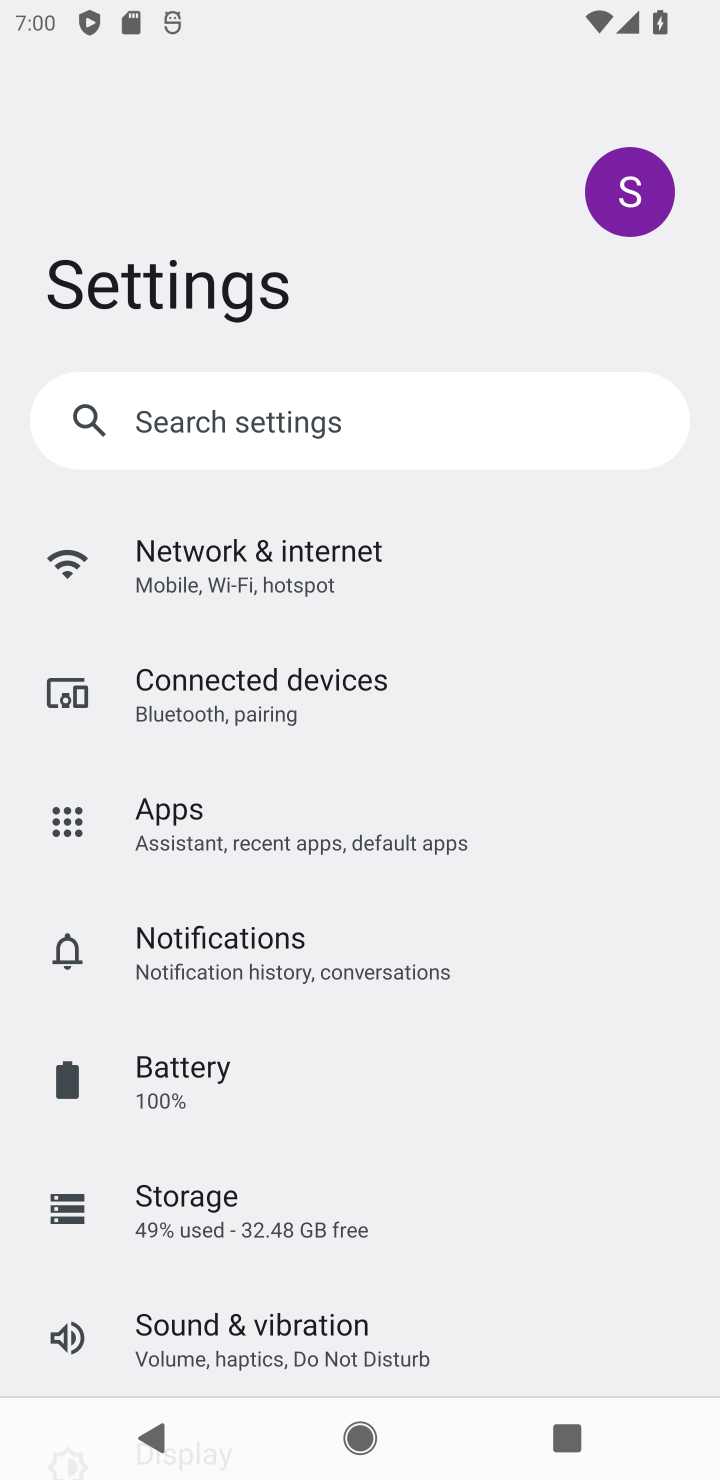 7:00
S
Settings
Search settings
Network & internet
Mobile, Wi-Fi, hotspot
Connected devices
Bluetooth, pairing
Apps
Assistant, recent apps, default apps
Notifications
Notification history, conversations
Battery
100%
Storage
49% used - 32.48 GB free
Sound & vibration
Volume, haptics, Do Not Disturb
Display